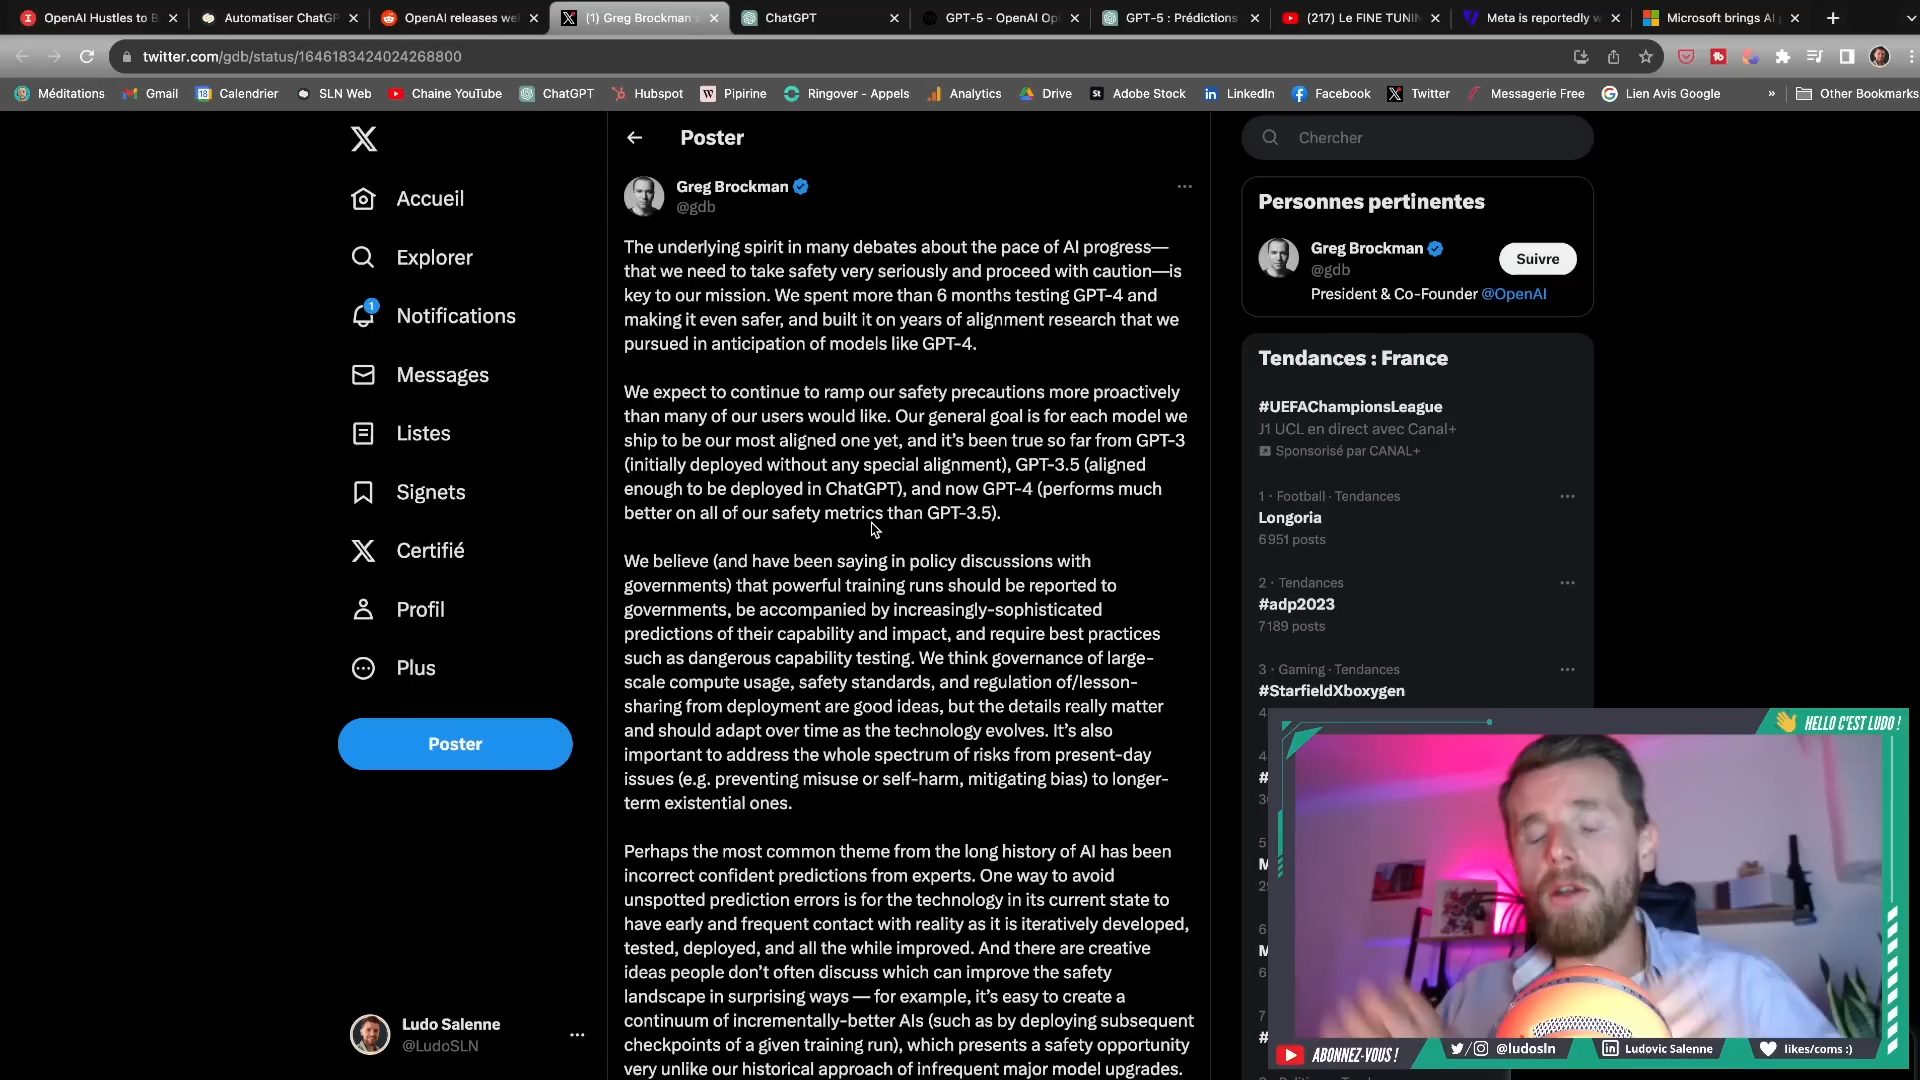 OpenAI Hustles to B
Automatiser ChatGP
OpenAI releases wel
(1) Greg Brockman s
ChatGPT
GPT-5 - OpenAI Op
GPT-5 : Prédictions
(217) Le FINE TUNIN
Meta is reportedly w
Microsoft brings AI
twitter.com/gdb/status/1646183424024268800
Méditations
Gmail
Calendrier
SLN Web
Chaine YouTube
ChatGPT
Hubspot
Pipirine
Ringover - Appels
Analytics
Drive
Adobe Stock
LinkedIn
Facebook
Twitter
Messagerie Free
Lien Avis Google
»
Other Bookmarks
Accueil
Explorer
1
Notifications
Messages
Listes
Signets
Certifié
Profil
Plus
Poster
Ludo Salenne
@LudoSLN
Poster
Greg Brockman
@gdb
The underlying spirit in many debates about the pace of AI progress—
that we need to take safety very seriously and proceed with caution—is
key to our mission. We spent more than 6 months testing GPT-4 and
making it even safer, and built it on years of alignment research that we
pursued in anticipation of models like GPT-4.
We expect to continue to ramp our safety precautions more proactively
than many of our users would like. Our general goal is for each model we
ship to be our most aligned one yet, and it’s been true so far from GPT-3
(initially deployed without any special alignment), GPT-3.5 (aligned
enough to be deployed in ChatGPT), and now GPT-4 (performs much
better on all of our safety metrics than GPT-3.5).
We believe (and have been saying in policy discussions with
governments) that powerful training runs should be reported to
governments, be accompanied by increasingly-sophisticated
predictions of their capability and impact, and require best practices
such as dangerous capability testing. We think governance of large-
scale compute usage, safety standards, and regulation of/lesson-
sharing from deployment are good ideas, but the details really matter
and should adapt over time as the technology evolves. It’s also
important to address the whole spectrum of risks from present-day
issues (e.g. preventing misuse or self-harm, mitigating bias) to longer-
term existential ones.
Perhaps the most common theme from the long history of AI has been
incorrect confident predictions from experts. One way to avoid
unspotted prediction errors is for the technology in its current state to
have early and frequent contact with reality as it is iteratively developed,
tested, deployed, and all the while improved. And there are creative
ideas people don’t often discuss which can improve the safety
landscape in surprising ways — for example, it’s easy to create a
continuum of incrementally-better AIs (such as by deploying subsequent
checkpoints of a given training run), which presents a safety opportunity
very unlike our historical approach of infrequent major model upgrades.
Chercher
Personnes pertinentes
Greg Brockman
@gdb
Suivre
President & Co-Founder @OpenAI
Tendances : France
#UEFAChampionsLeague
J1 UCL en direct avec Canal+
Sponsorisé par CANAL+
1 · Football · Tendances
Longoria
6 951 posts
2 · Tendances
#adp2023
7 189 posts
3 · Gaming · Tendances
#StarfieldXboxygen
HELLO C'EST LUDO !
ABONNEZ-VOUS !
@ludosln
Ludovic Salenne
likes/coms :)